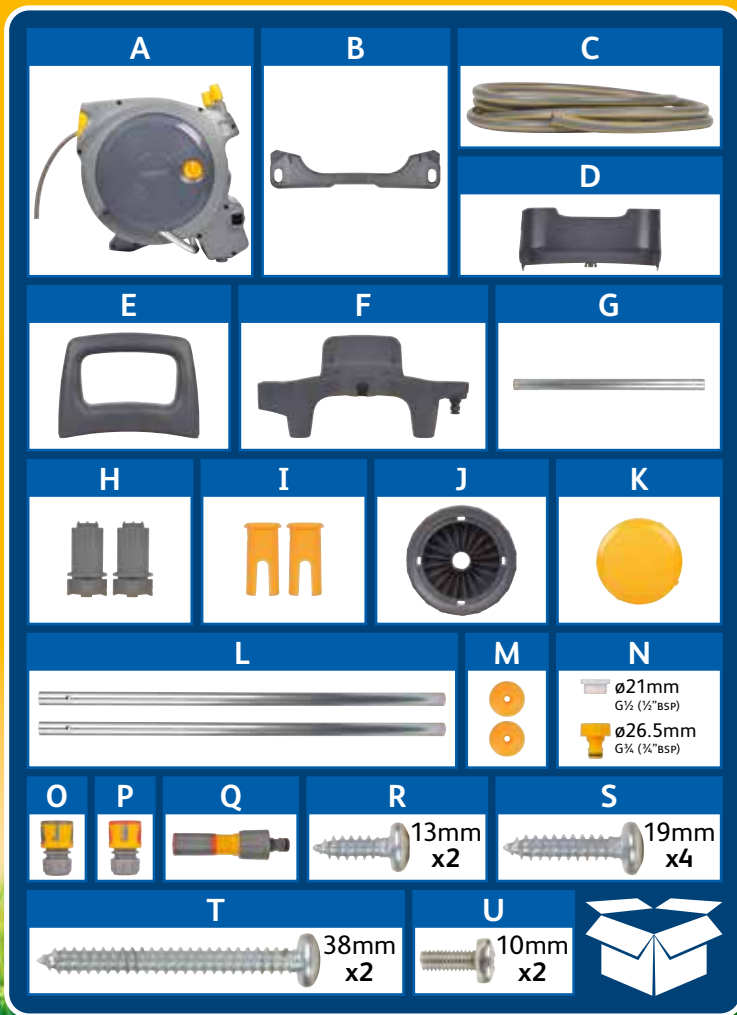 A
B
C
D
E
F
G
H
I
J
K
L
M
N
ø21mm
G½ (½"BSP)
ø26.5mm
G¾ (¾"BSP)
O
P
Q
R
13mm
x2
S
19mm
x4
T
38mm
x2
U
10mm
x2